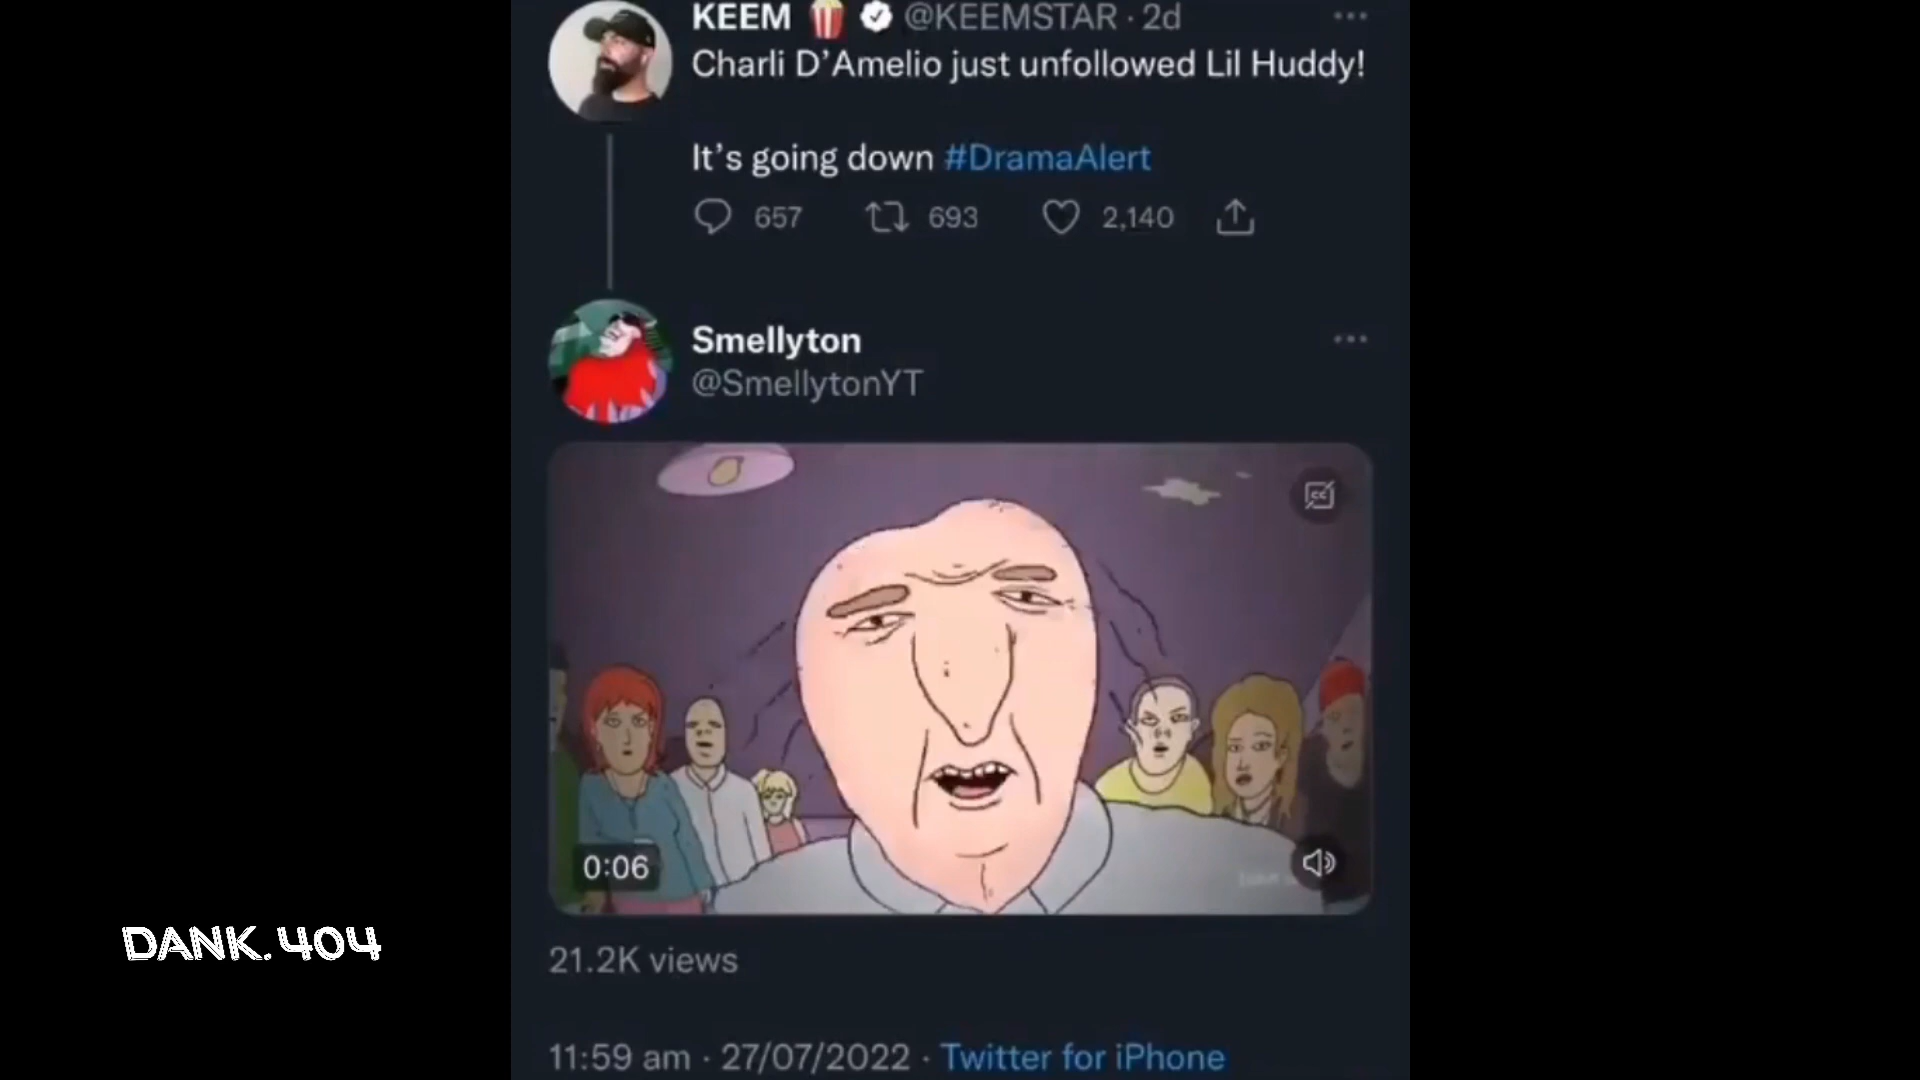 KEEM @KEEMSTAR · 2d
Charli D’Amelio just unfollowed Lil Huddy!
It’s going down #DramaAlert
657 693 2,140
Smellyton
@SmellytonYT
CC
0:06
21.2K views
DANK.404
11:59 am · 27/07/2022 · Twitter for iPhone